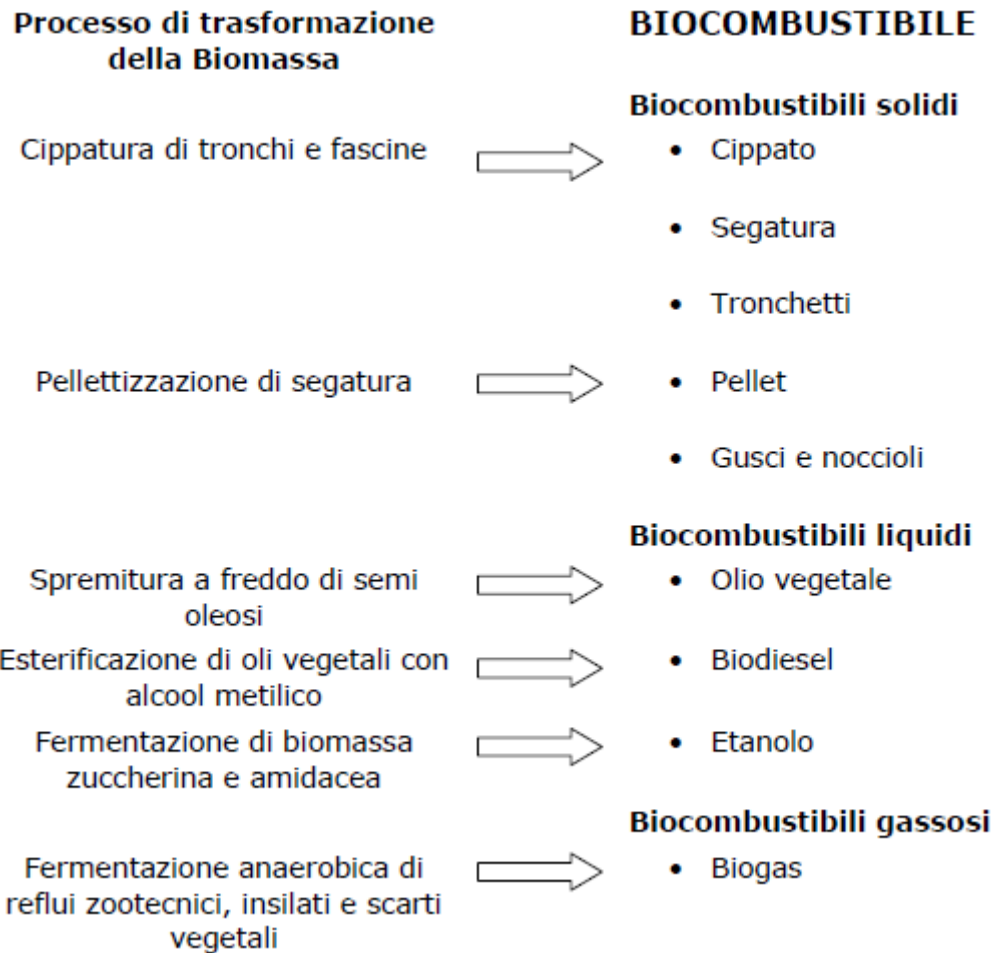 Processo di trasformazione
della Biomassa
BIOCOMBUSTIBILE
Biocombustibili solidi
Cippatura di tronchi e fascine
• Cippato
• Segatura
• Tronchetti
Pellettizzazione di segatura
• Pellet
• Gusci e noccioli
Biocombustibili liquidi
Spremitura a freddo di semi
oleosi
• Olio vegetale
Esterificazione di oli vegetali con
alcool metilico
• Biodiesel
Fermentazione di biomassa
zuccherina e amidacea
• Etanolo
Biocombustibili gassosi
Fermentazione anaerobica di
reflui zootecnici, insilati e scarti
vegetali
• Biogas